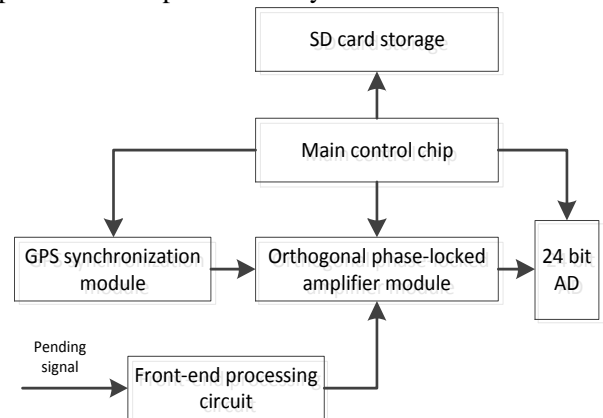 SD card storage
Main control chip
GPS synchronization
module
Orthogonal phase-locked
amplifier module
24 bit
AD
Pending
signal
Front-end processing
circuit